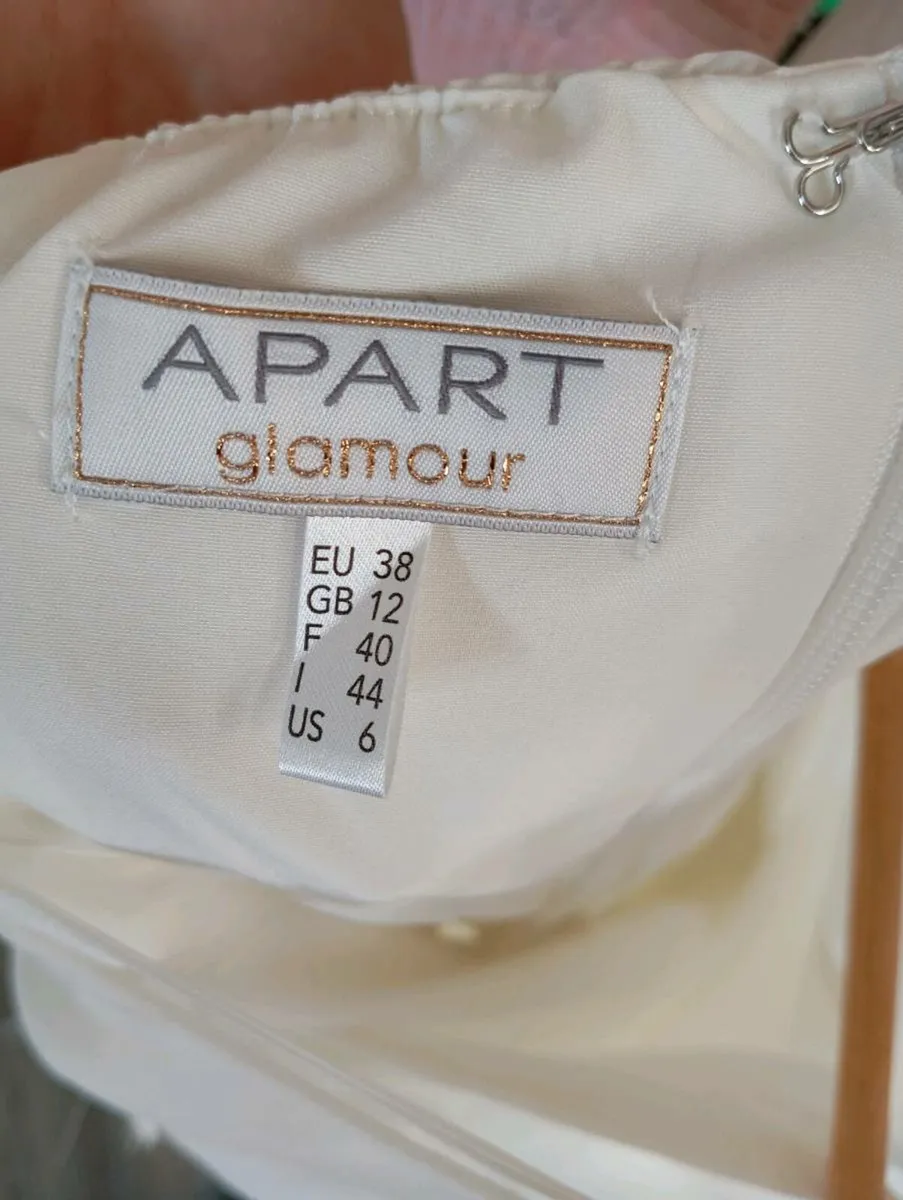 APART
glamour
EU 38
GB 12
F 40
I 44
US 6